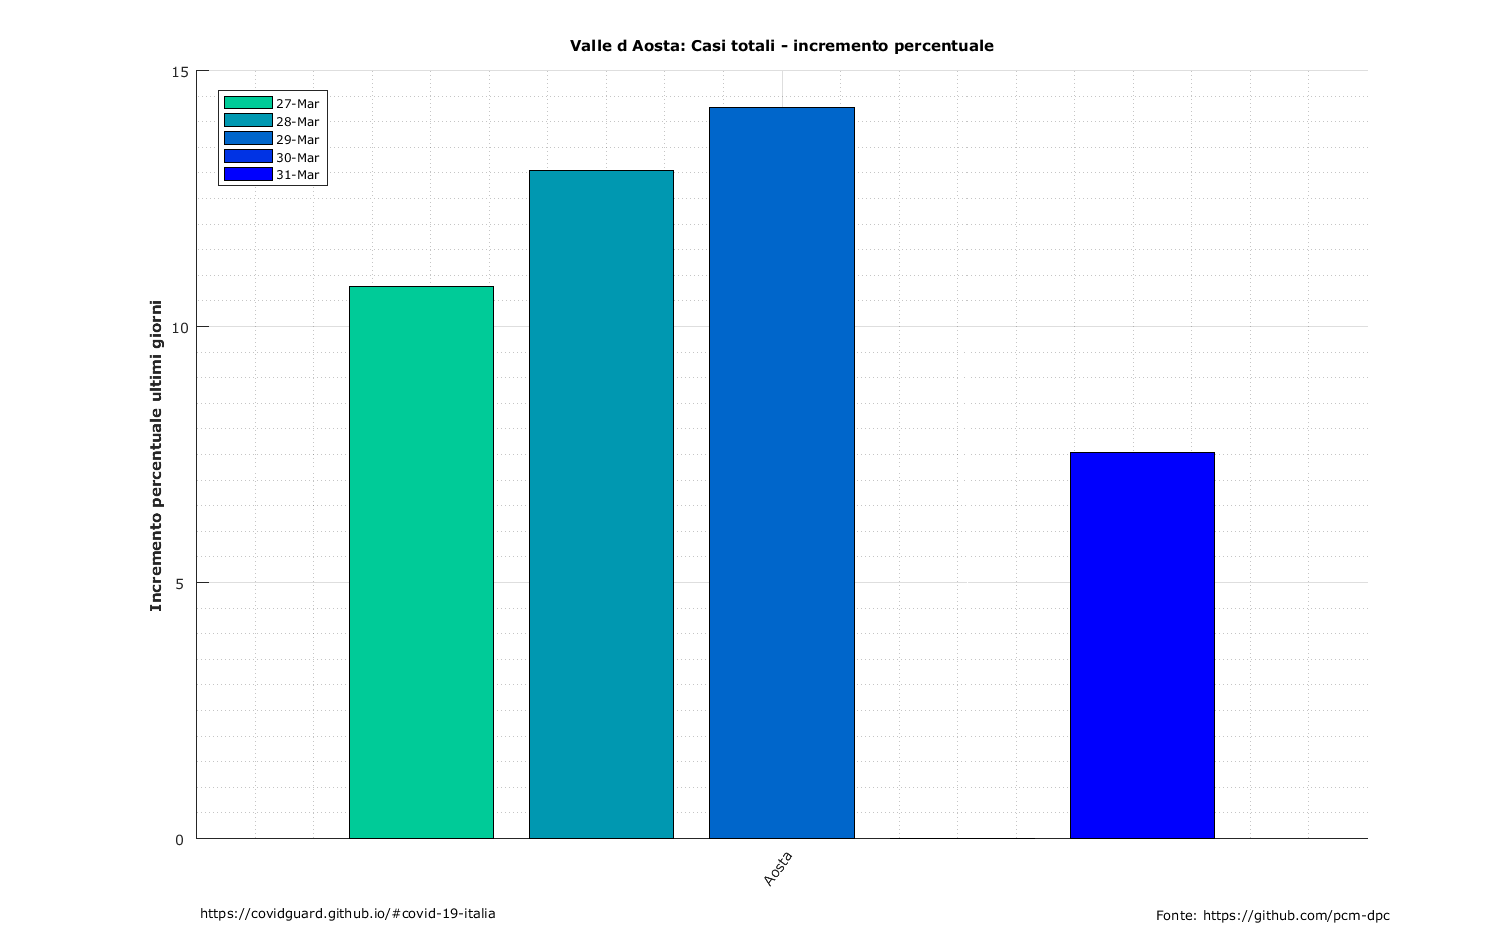 Valle d Aosta: Casi totali - incremento percentuale
15
10
5
0
Incremento percentuale ultimi giorni
27-Mar
28-Mar
29-Mar
30-Mar
31-Mar
Aosta
https://covidguard.github.io/#covid-19-italia
Fonte: https://github.com/pcm-dpc